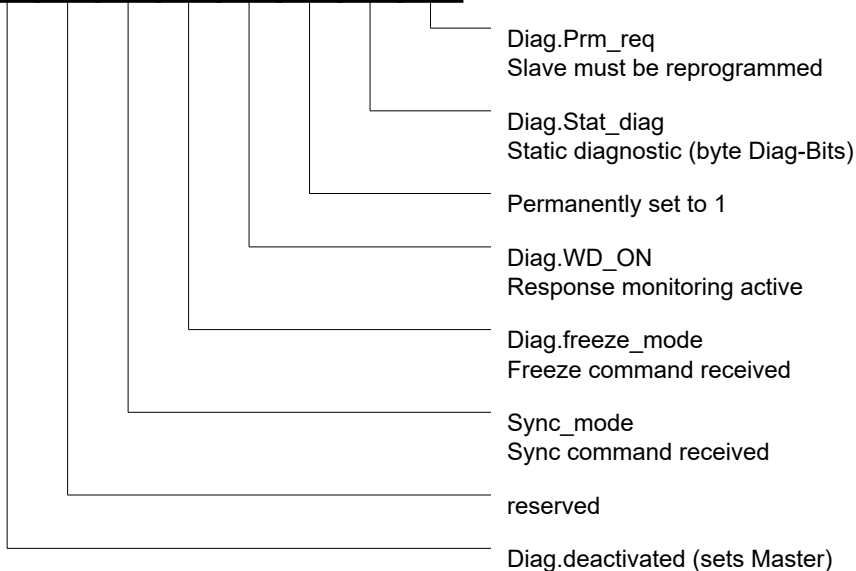 Diag.Prm_req
Slave must be reprogrammed
Diag.Stat_diag
Static diagnostic (byte Diag-Bits)
Permanently set to 1
Diag.WD_ON
Response monitoring active
Diag.freeze_mode
Freeze command received
Sync_mode
Sync command received
reserved
Diag.deactivated (sets Master)